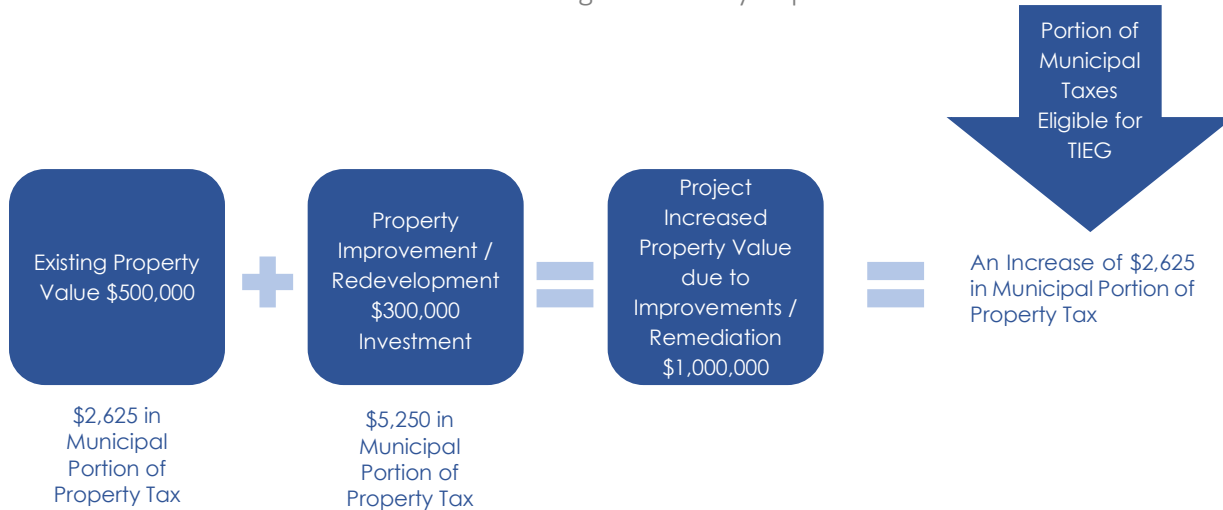 Portion of
Municipal
Taxes
Eligible for
TIEG
Existing Property
Value $500,000
Property
Improvement /
Redevelopment
$300,000
Investment
Project
Increased
Property Value
due to
Improvements /
Remediation
$1,000,000
An Increase of $2,625
in Municipal Portion of
Property Tax
$2,625 in
Municipal
Portion of
Property Tax
$5,250 in
Municipal
Portion of
Property Tax